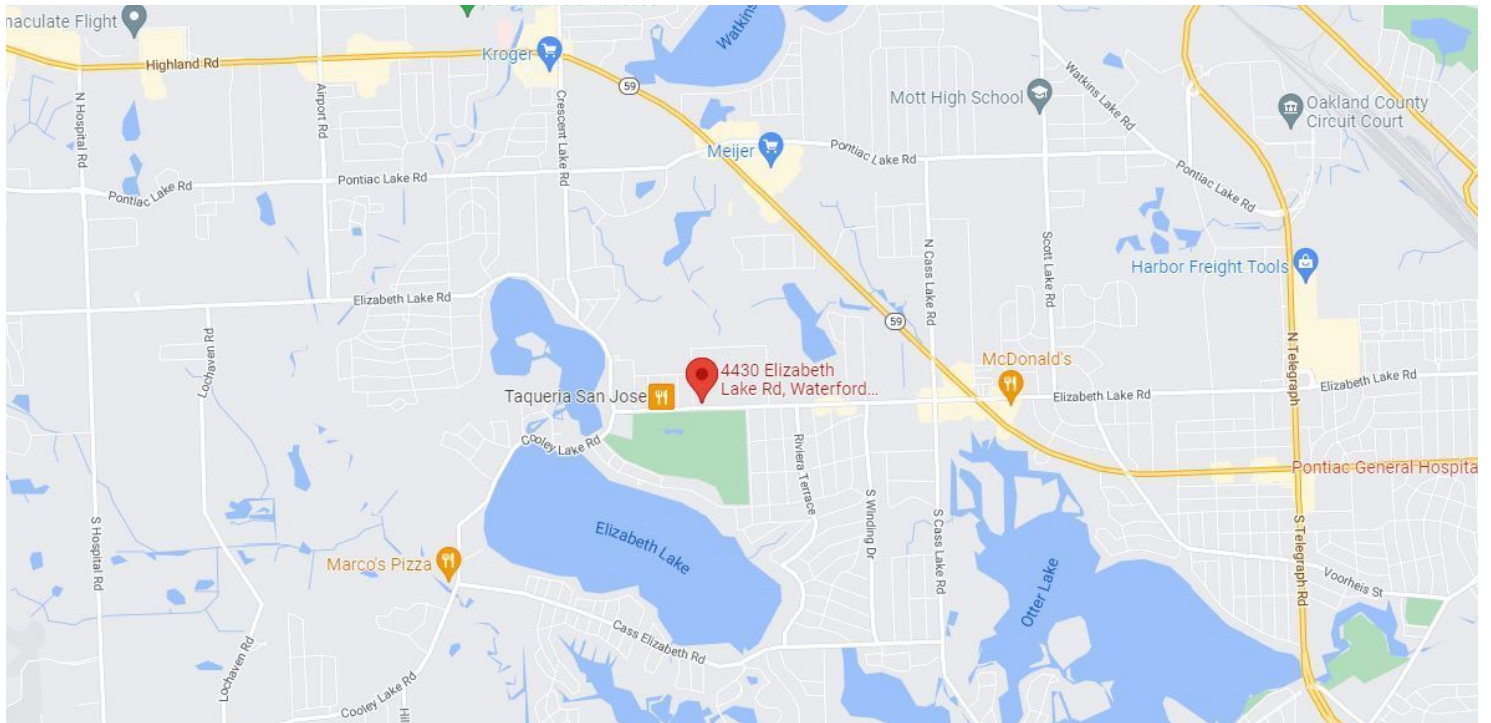 naculate Flight
Highland Rd
Kroger
59
Watkins
Mott High School
Watkins Lake Rd
Oakland County
Circuit Court
N Hospital Rd
Airport Rd
Crescent Lake Rd
Meijer
Pontiac Lake Rd
Pontiac Lake Rd
Pontiac Lake Rd
Pontiac Lake Rd
N Cass Lake Rd
Scott Lake Rd
Harbor Freight Tools
Elizabeth Lake Rd
59
Lochaven Rd
N Telegraph
4430 Elizabeth
Lake Rd, Waterford...
McDonald's
Taqueria San Jose
Elizabeth Lake Rd
Elizabeth Lake Rd
Cooley Lake Rd
Riviera Terrace
Pontiac General Hospita
S Hospital Rd
S Winding Dr
S Cass Lake Rd
Elizabeth Lake
S Telegraph Rd
Marco's Pizza
Otter Lake
Voorheis St
Cass Elizabeth Rd
Lochaven Rd
Cooley Lake Rd
Hil